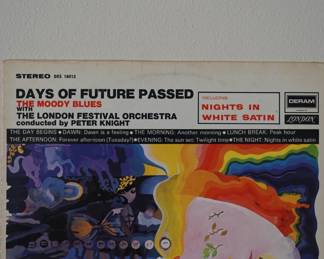 STEREO DES 18012
DAYS OF FUTURE PASSED
THE MOODY BLUES
WITH
THE LONDON FESTIVAL ORCHESTRA
conducted by PETER KNIGHT
INCLUDING
NIGHTS IN
WHITE SATIN
DERAM
LONDON
THE DAY BEGINS ● DAWN: Dawn is a feeling ● THE MORNING: Another morning ● LUNCH BREAK: Peak hour
THE AFTERNOON: Forever afternoon (Tuesday?) ● EVENING: The sun set: Twilight time ● THE NIGHT: Nights in white satin